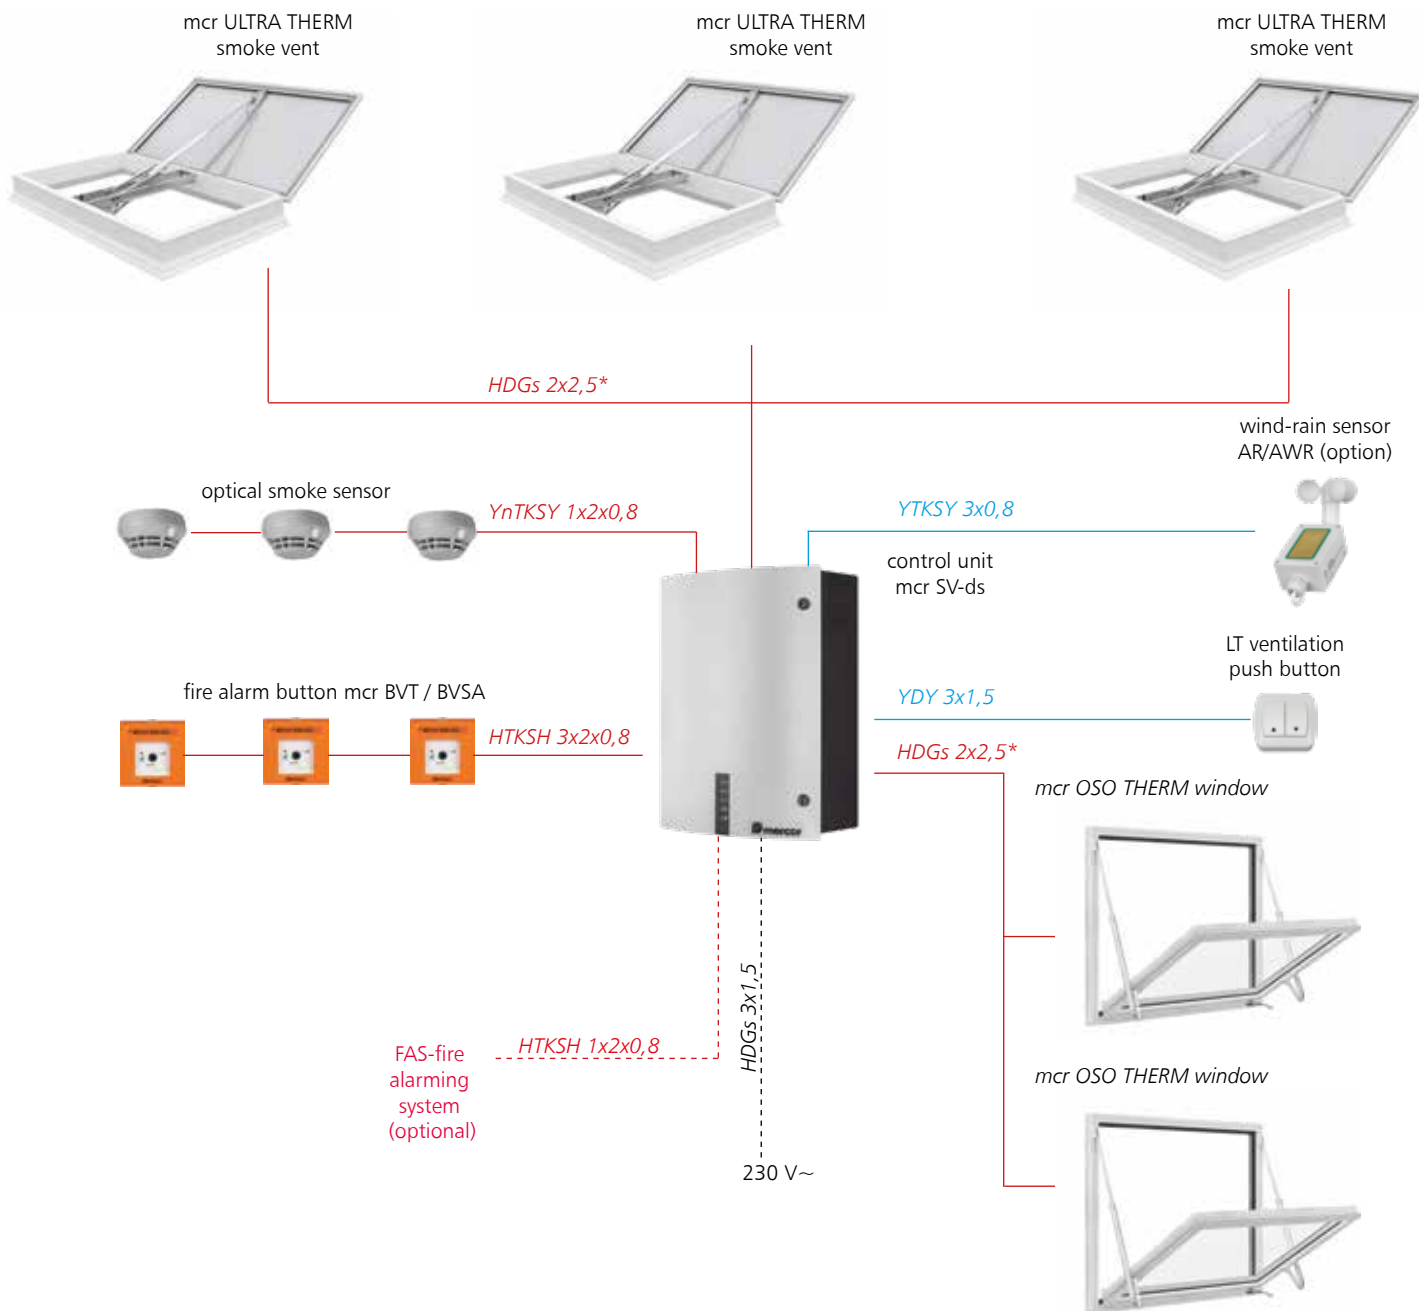 mcr ULTRA THERM
smoke vent
mcr ULTRA THERM
smoke vent
mcr ULTRA THERM
smoke vent
HDGs 2x2,5*
wind-rain sensor
AR/AWR (option)
optical smoke sensor
YnTKSY 1x2x0,8
YTKSY 3x0,8
control unit
mcr SV-ds
LT ventilation
push button
fire alarm button mcr BVT / BVSA
YDY 3x1,5
HTKSH 3x2x0,8
HDGs 2x2,5*
mcr OSO THERM window
mercor
HDGs 3x1,5
HTKSH 1x2x0,8
FAS-fire
alarming
system
(optional)
mcr OSO THERM window
230 V~